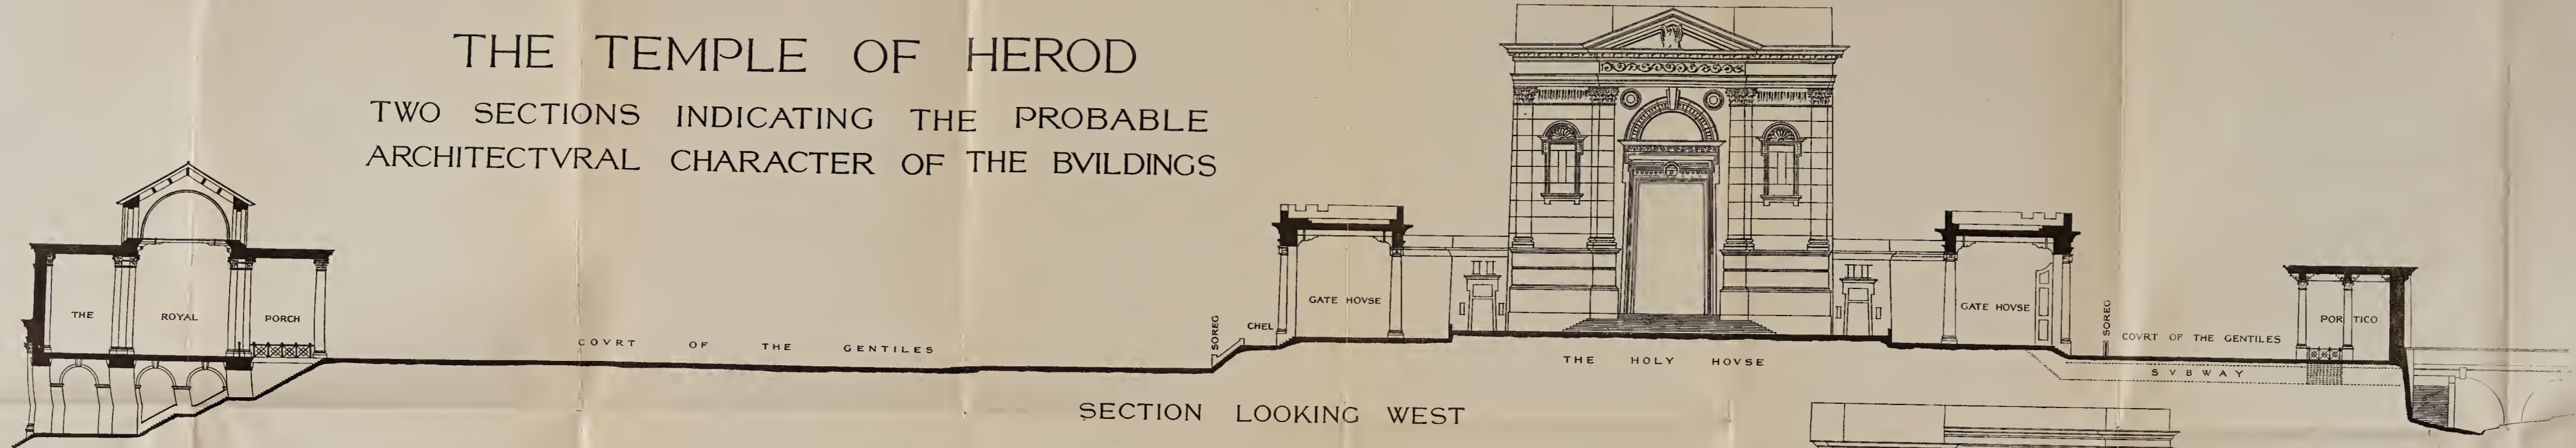 THE TEMPLE OF HEROD
TWO SECTIONS INDICATING THE PROBABLE
ARCHITECTVRAL CHARACTER OF THE BVILDINGS
THE ROYAL PORCH
COVRT OF THE GENTILES
SOREG
CHEL
GATE HOVSE
THE HOLY HOVSE
GATE HOVSE
SOREG
COVRT OF THE GENTILES
PORTICO
SVBWAY
SECTION LOOKING WEST